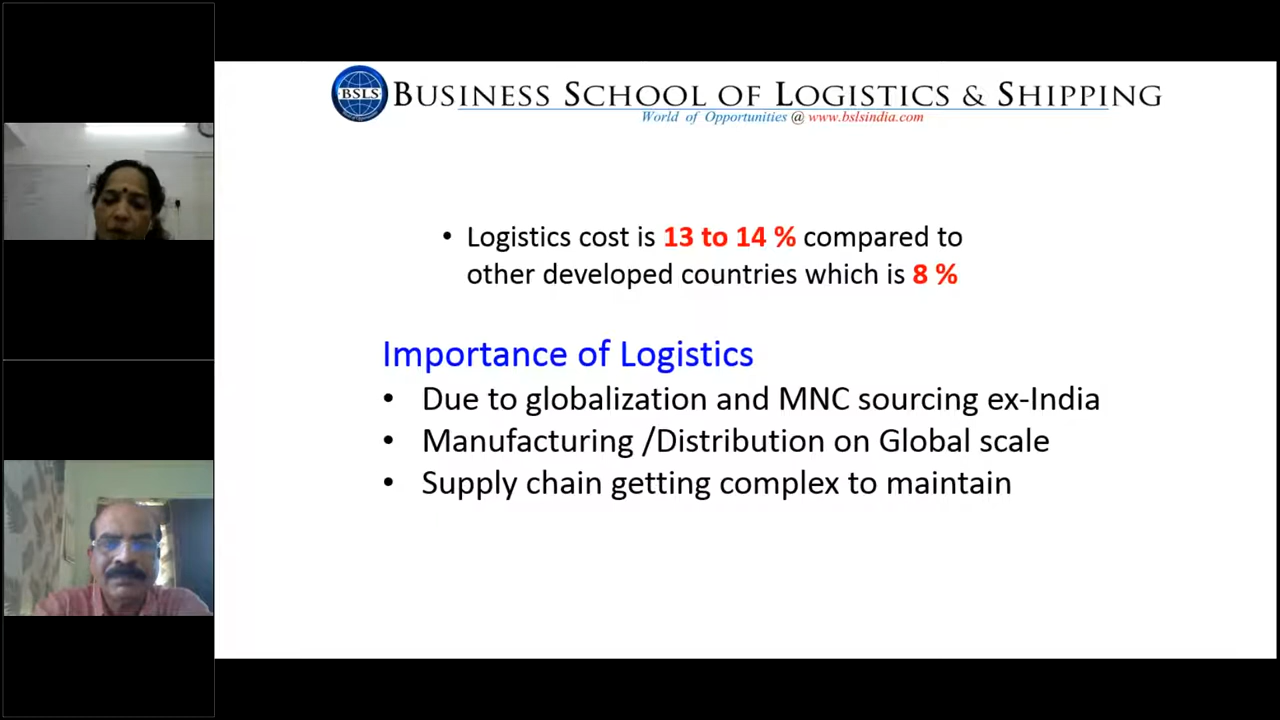 BSLS
BUSINESS SCHOOL OF LOGISTICS & SHIPPING
World of Opportunities @ www.bslsindia.com
• Logistics cost is 13 to 14 % compared to
other developed countries which is 8 %
Importance of Logistics
• Due to globalization and MNC sourcing ex-India
• Manufacturing /Distribution on Global scale
• Supply chain getting complex to maintain